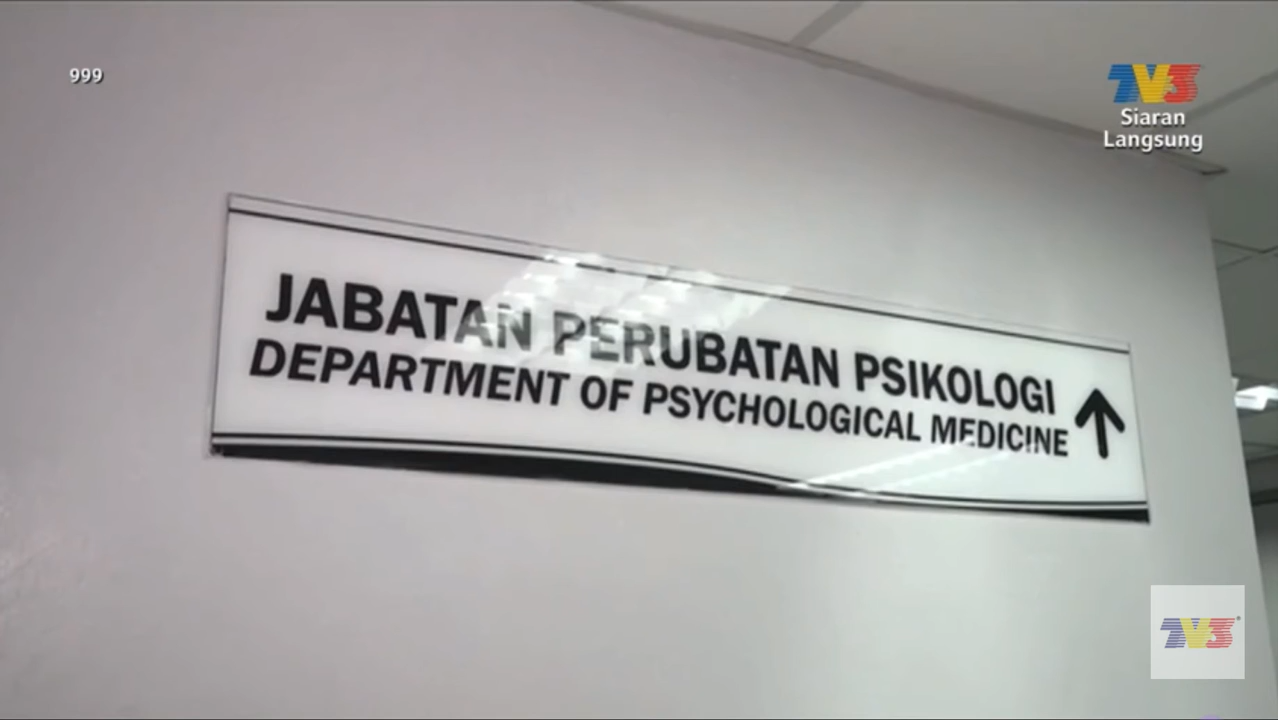 999
TV3
Siaran
Langsung
JABATAN PERUBATAN PSIKOLOGI
DEPARTMENT OF PSYCHOLOGICAL MEDICINE
TV3